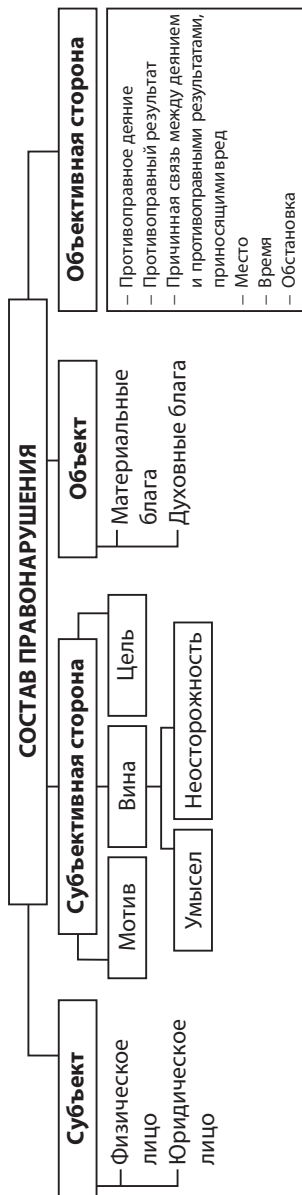 СОСТАВ ПРАВОНАРУШЕНИЯ
Субъект
Физическое
лицо
Юридическое
лицо
Субъективная сторона
Мотив
Вина
Цель
Умысел
Неосторожность
Объект
Материальные
блага
Духовные блага
Объективная сторона
– Противоправное деяние
– Противоправный результат
– Причинная связь между деянием
и противоправными результатами,
приносящими вред
– Место
– Время
– Обстановка